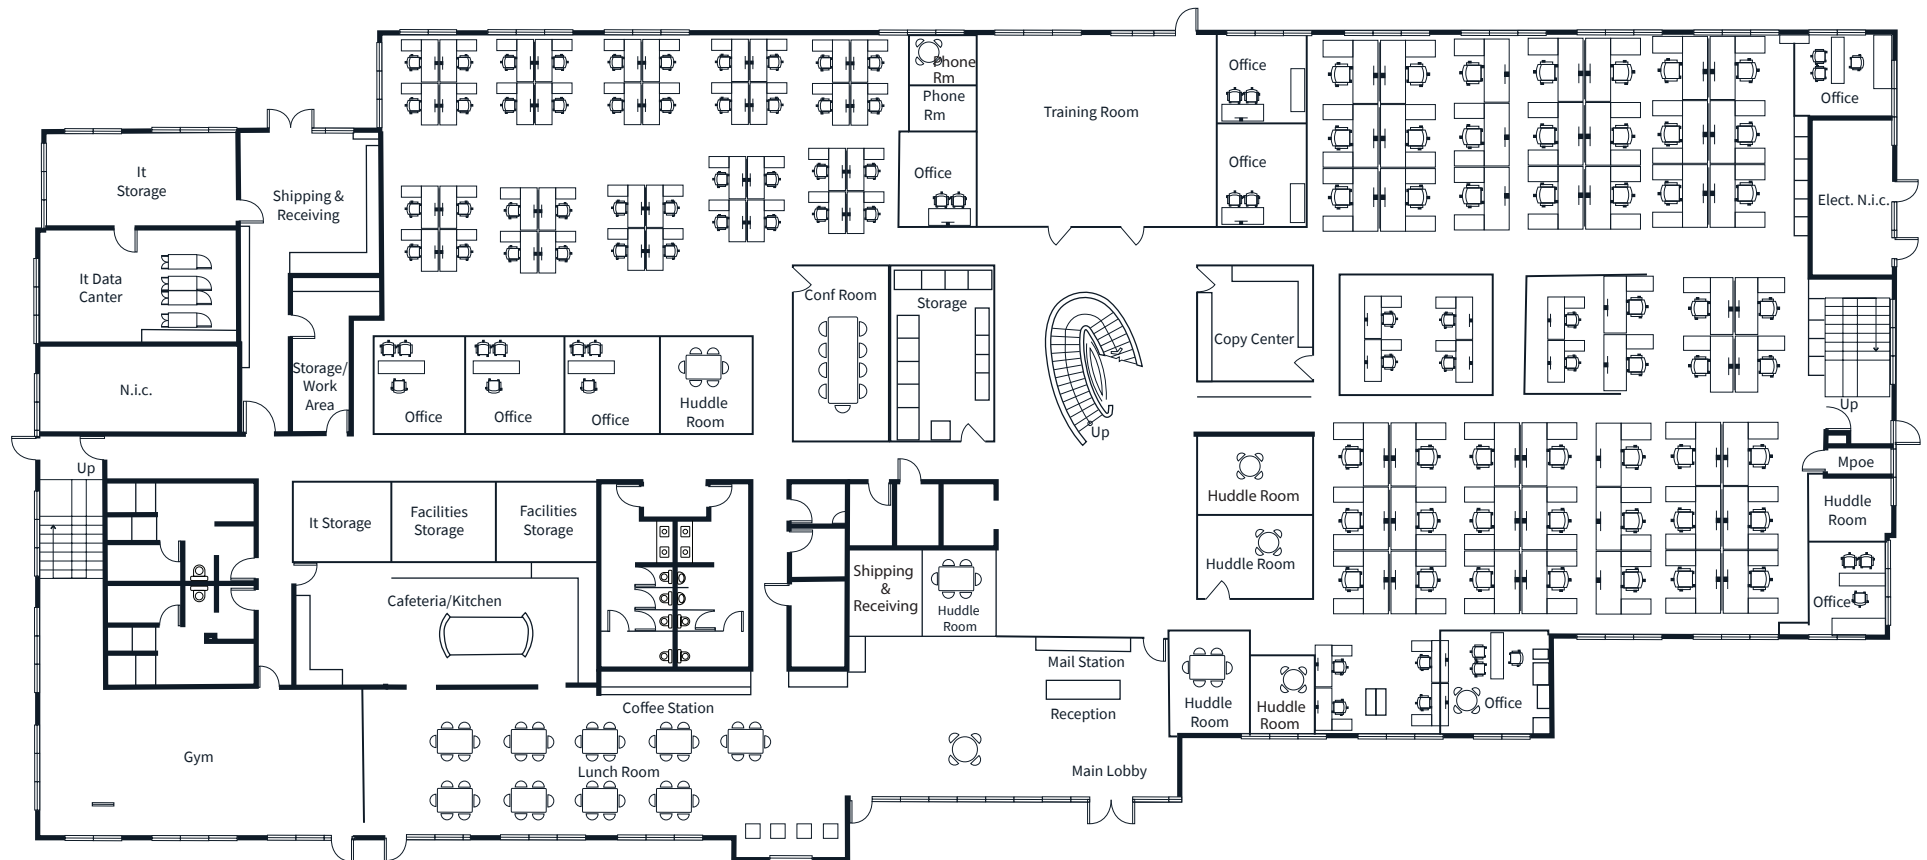 Phone
Rm
Phone
Rm
Training Room
Office
Office
Office
Office
It
Storage
Shipping &
Receiving
Elect. N.i.c.
It Data
Canter
Conf Room
Storage
Copy Center
N.i.c.
Storage/
Work
Area
Office
Office
Office
Huddle
Room
Up
Up
Up
Mpoe
Huddle Room
Huddle
Room
It Storage
Facilities
Storage
Facilities
Storage
Huddle Room
Shipping
&
Receiving
Huddle
Room
Cafeteria/Kitchen
Office
Mail Station
Reception
Coffee Station
Huddle
Room
Huddle
Room
Office
Gym
Lunch Room
Main Lobby